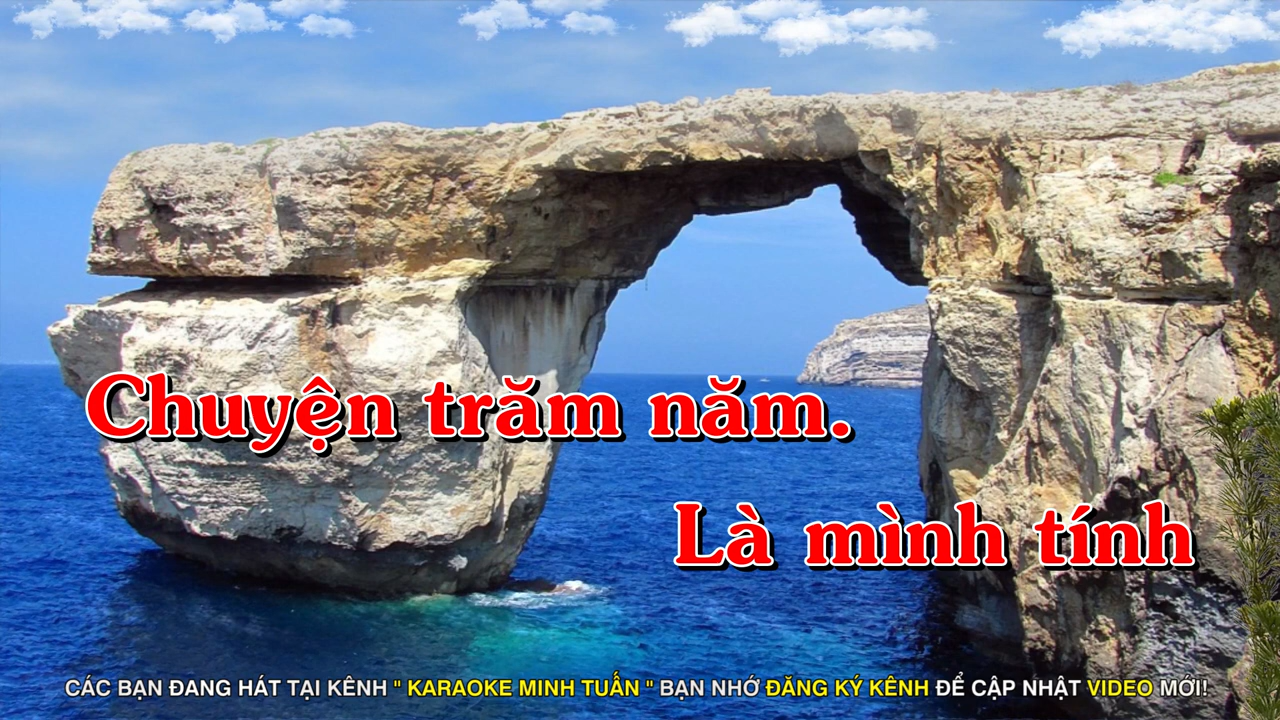 Chuyện trăm năm.
Là mình tính
CÁC BẠN ĐANG HÁT TẠI KÊNH " KARAOKE MINH TUẤN " BẠN NHỚ ĐĂNG KÝ KÊNH ĐỂ CẬP NHẬT VIDEO MỚI!